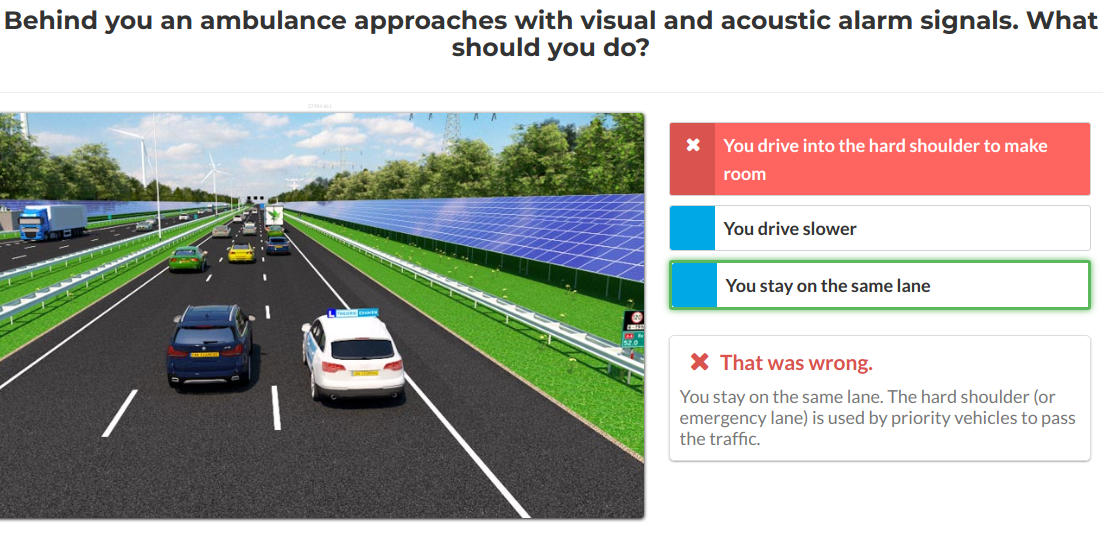 Behind you an ambulance approaches with visual and acoustic alarm signals. What
should you do?
You drive into the hard shoulder to make
room
You drive slower
You stay on the same lane
That was wrong.
You stay on the same lane. The hard shoulder (or
emergency lane) is used by priority vehicles to pass
the traffic.
L
52.0